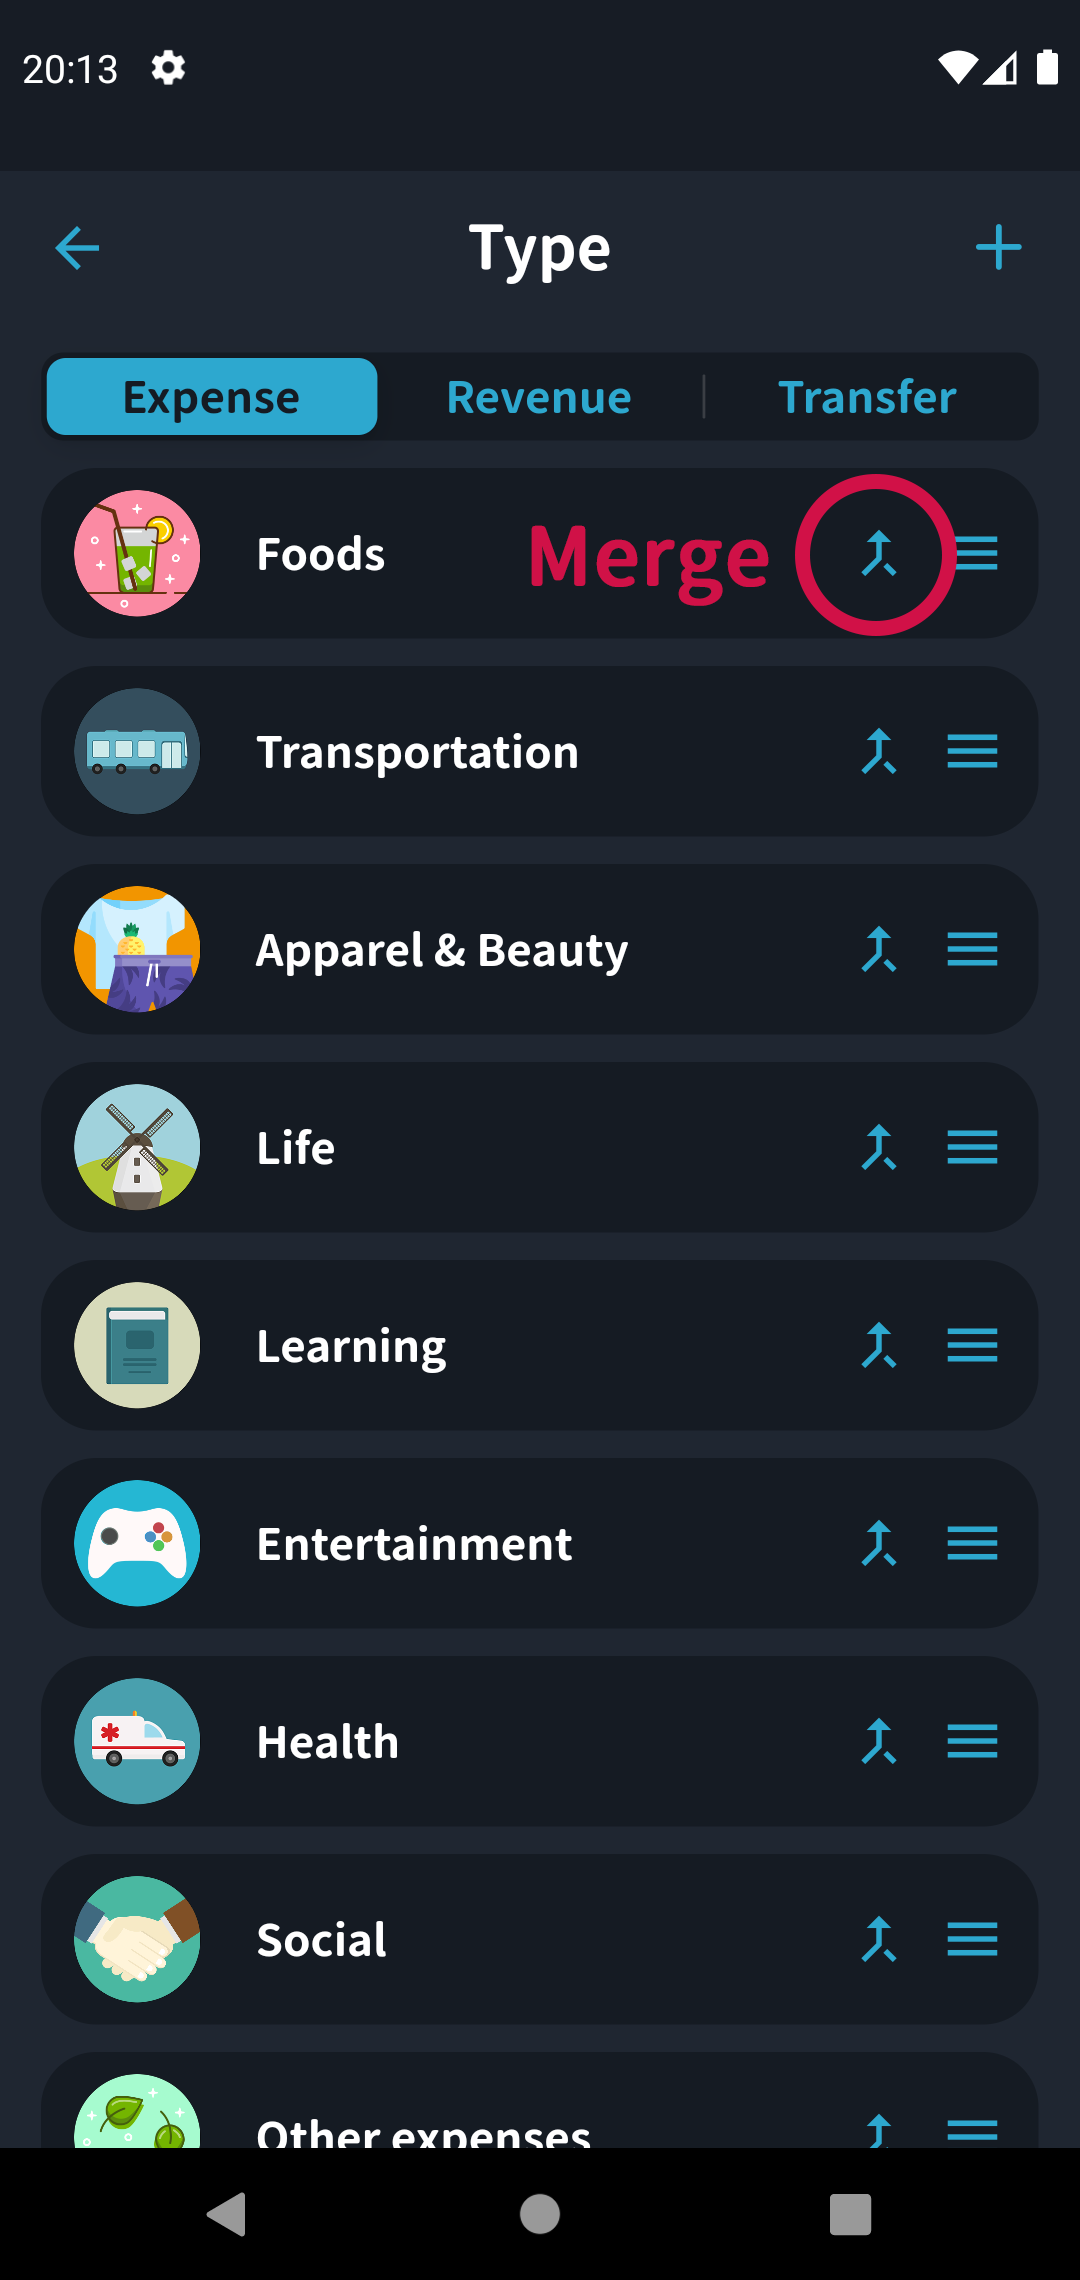 20:13
Type
Expense
Revenue
Transfer
Foods
Merge
Transportation
Apparel & Beauty
Life
Learning
Entertainment
Health
Social
Other expenses